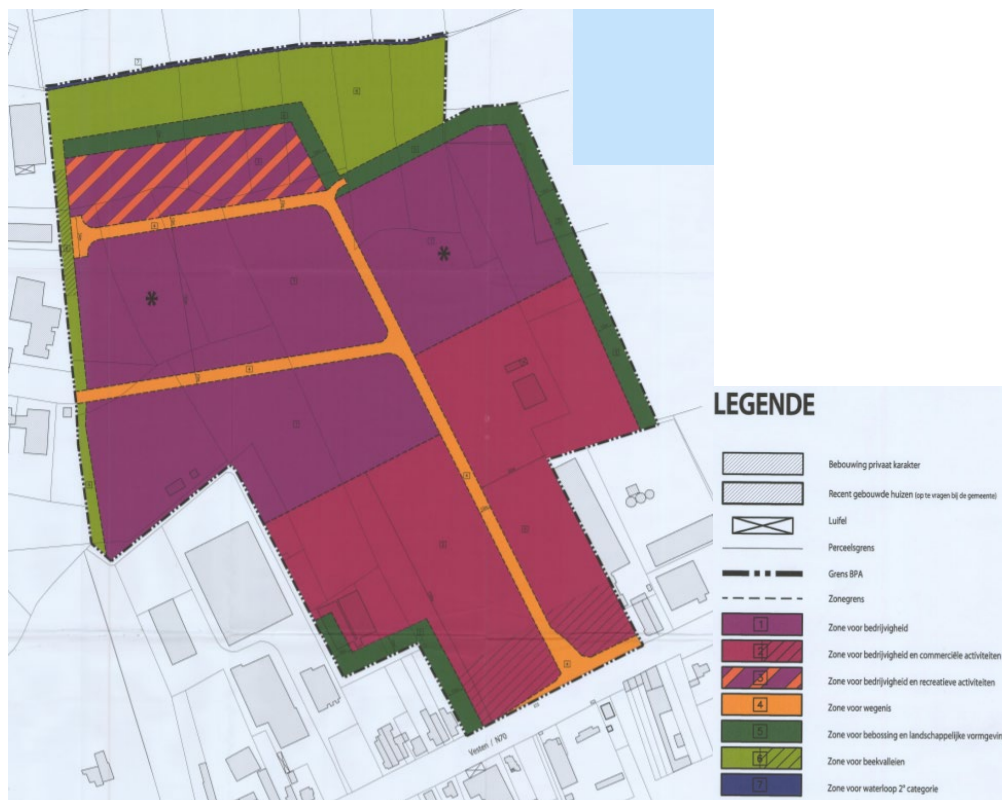 7
6
Vesten / N70
LEGENDE
Bebouwing privaat karakter
Recent gebouwde huizen (op te vragen bij de gemeente)
Luifel
Perceelsgrens
Grens BPA
Zonegrens
1 Zone voor bedrijvigheid
2 Zone voor bedrijvigheid en commerciële activiteiten
3 Zone voor bedrijvigheid en recreatieve activiteiten
4 Zone voor wegenis
5 Zone voor bebossing en landschappelijke vormgevin
6 Zone voor beekvalleien
7 Zone voor waterloop 2° categorie